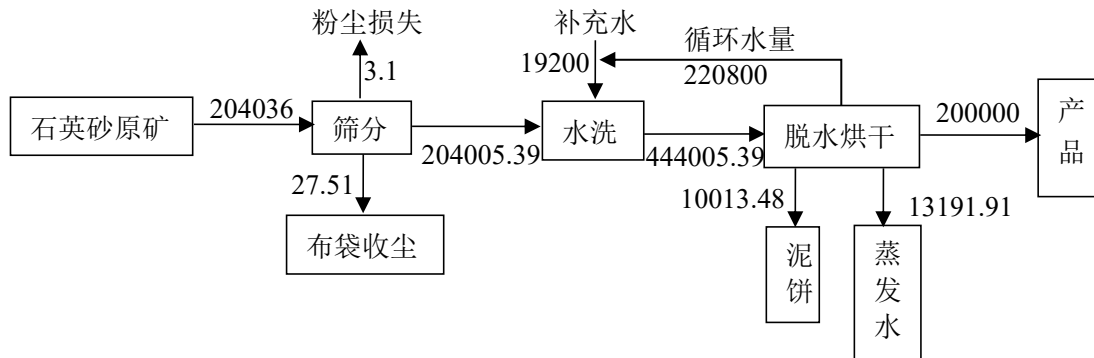 粉尘损失
补充水
循环水量
3.1
19200
220800
石英砂原矿
204036
筛分
204005.39
水洗
444005.39
脱水烘干
200000
产
品
27.51
10013.48
13191.91
布袋收尘
泥
饼
蒸
发
水